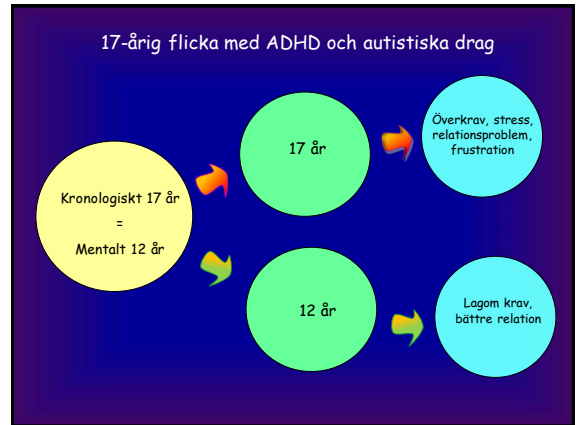 17-årig flicka med ADHD och autistiska drag
Kronologiskt 17 år
=
Mentalt 12 år
17 år
Överkrav, stress,
relationsproblem,
frustration
12 år
Lagom krav,
bättre relation